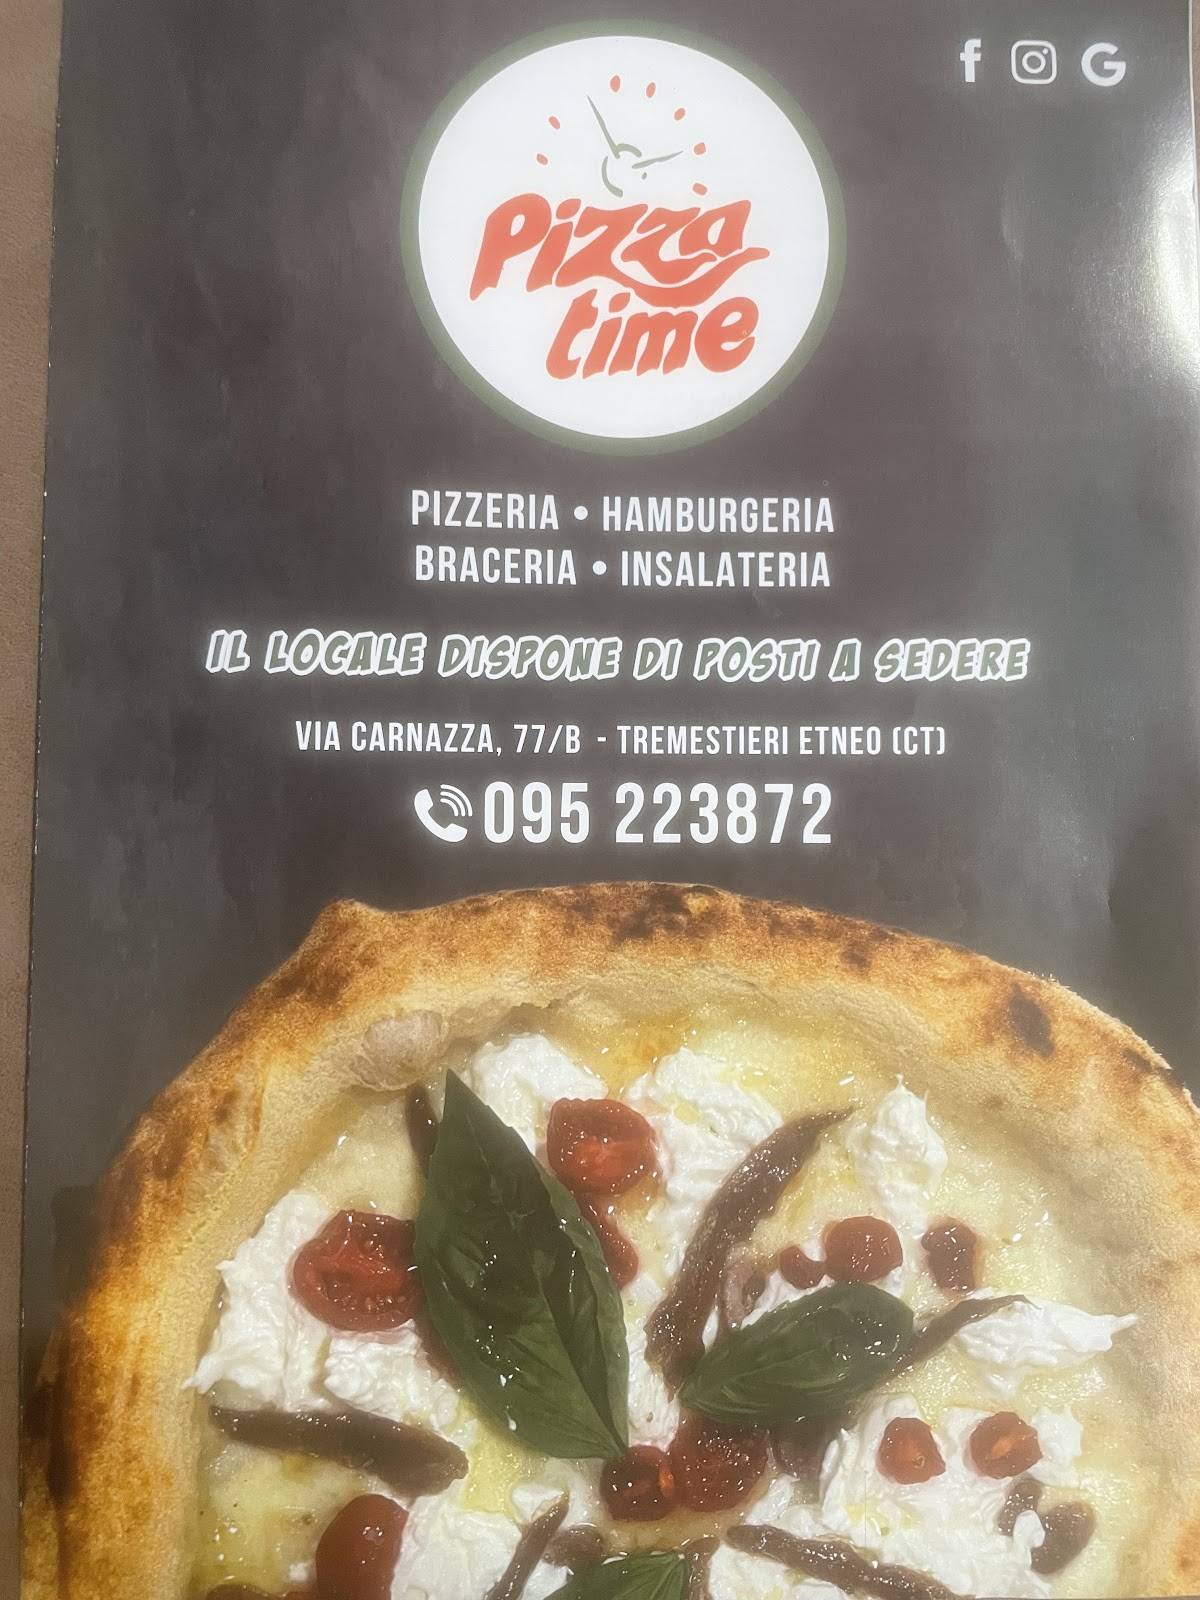 f G
Pizza
time
PIZZERIA • HAMBURGERIA
BRACERIA • INSALATERIA
IL LOCALE DISPONE DI POSTI A SEDERE
VIA CARNAZZA, 77/B - TREMESTIERI ETNEO (CT)
095 223872